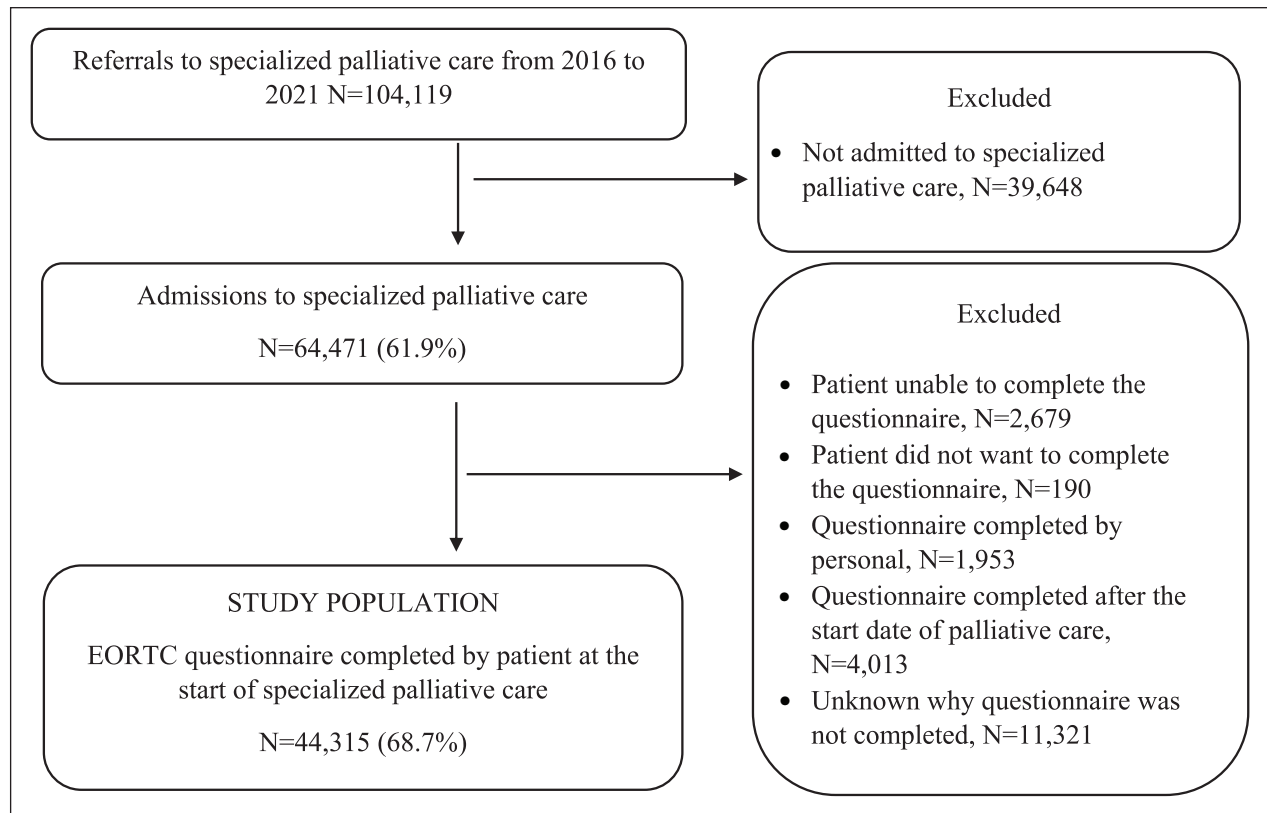 Referrals to specialized palliative care from 2016 to
2021 N=104,119
Excluded
• Not admitted to specialized
palliative care, N=39,648
Admissions to specialized palliative care
N=64,471 (61.9%)
Excluded
• Patient unable to complete the
questionnaire, N=2,679
• Patient did not want to complete
the questionnaire, N=190
• Questionnaire completed by
personal, N=1,953
• Questionnaire completed after the
start date of palliative care,
N=4,013
• Unknown why questionnaire was
not completed, N=11,321
STUDY POPULATION
EORTC questionnaire completed by patient at the
start of specialized palliative care
N=44,315 (68.7%)